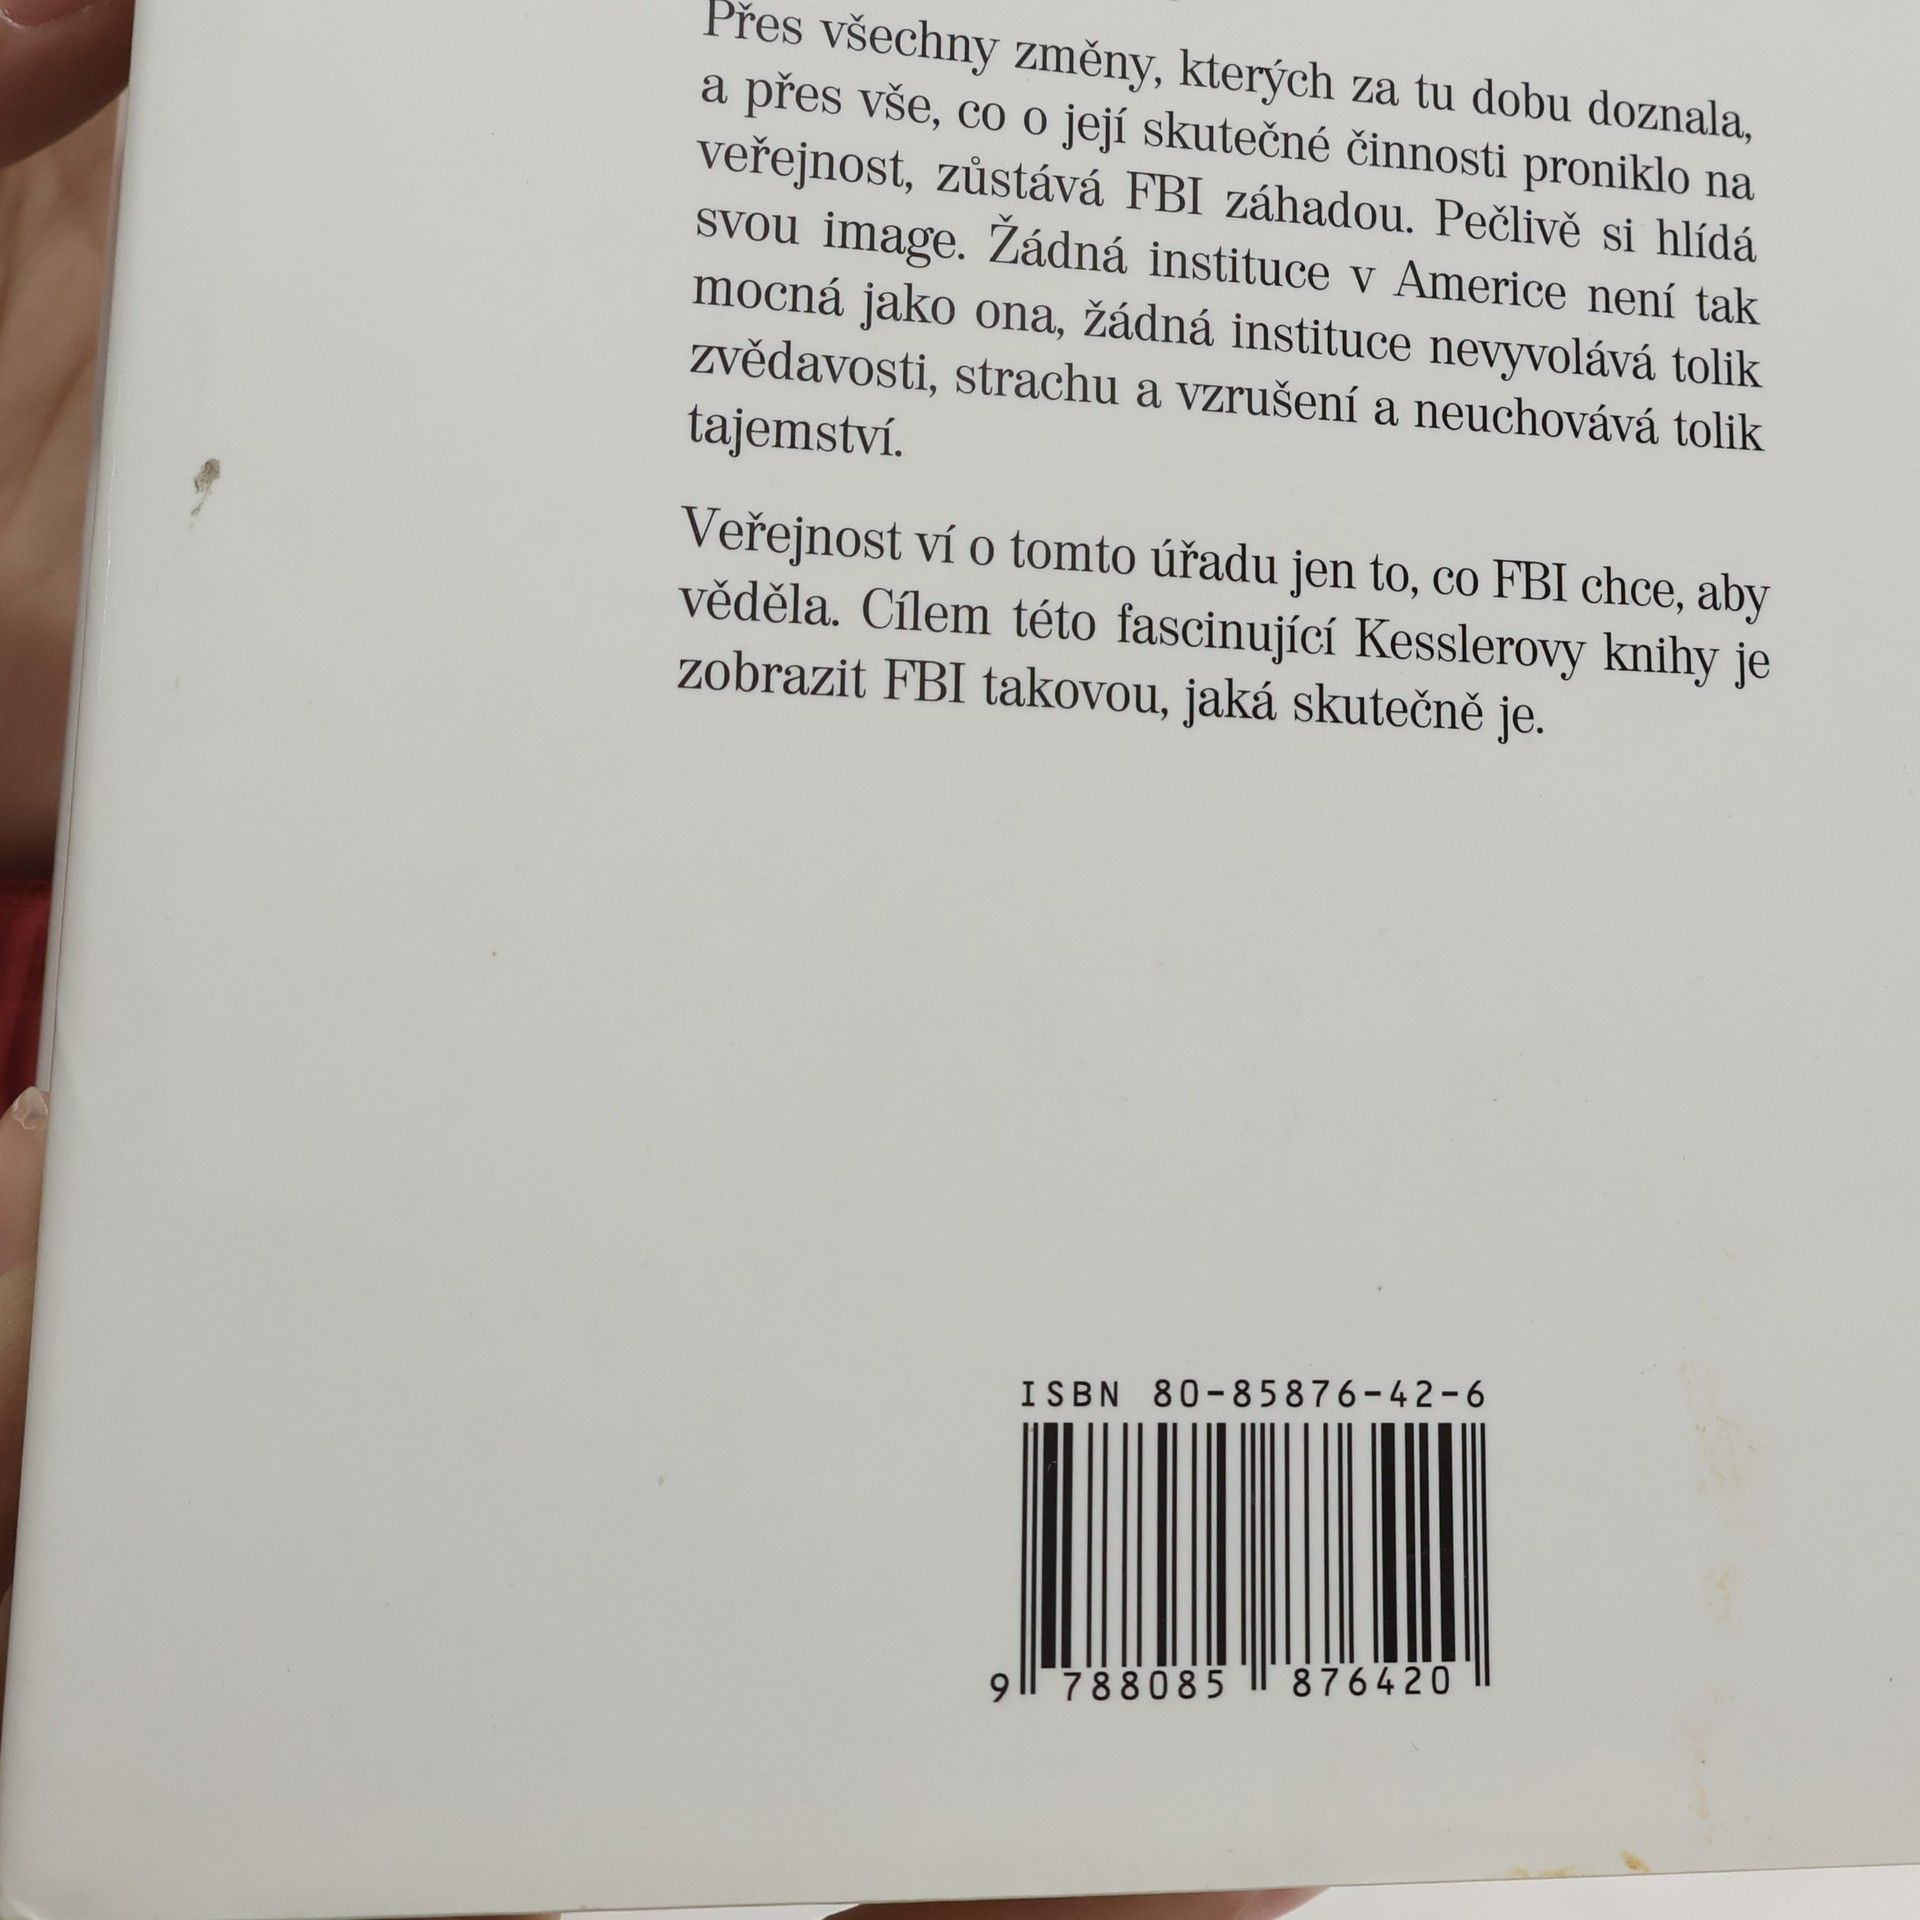 Přes všechny změny, kterých za tu dobu doznala,
a přes vše, co o její skutečné činnosti proniklo na
veřejnost, zůstává FBI záhadou. Pečlivě si hlídá
svou image. Žádná instituce v Americe není tak
mocná jako ona, žádná instituce nevyvolává tolik
zvědavosti, strachu a vzrušení a neuchovává tolik
tajemství.
Veřejnost ví o tomto úřadu jen to, co FBI chce, aby
věděla. Cílem této fascinující Kesslerovy knihy je
zobrazit FBI takovou, jaká skutečně je.
ISBN 80-85876-42-6
9 788085 876420